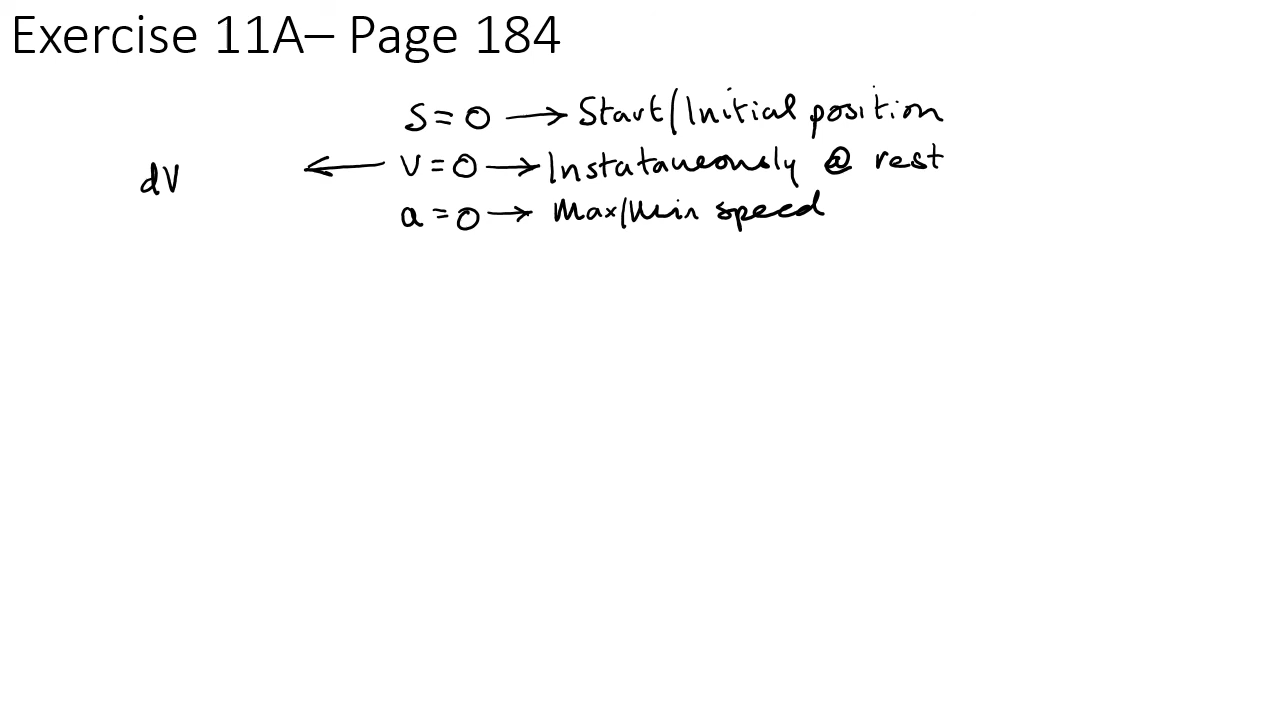 Exercise 11A– Page 184
S=0 → Start/Initial position
dV ← V=0 → Instataneously @ rest
a=0 → Max/Min speed